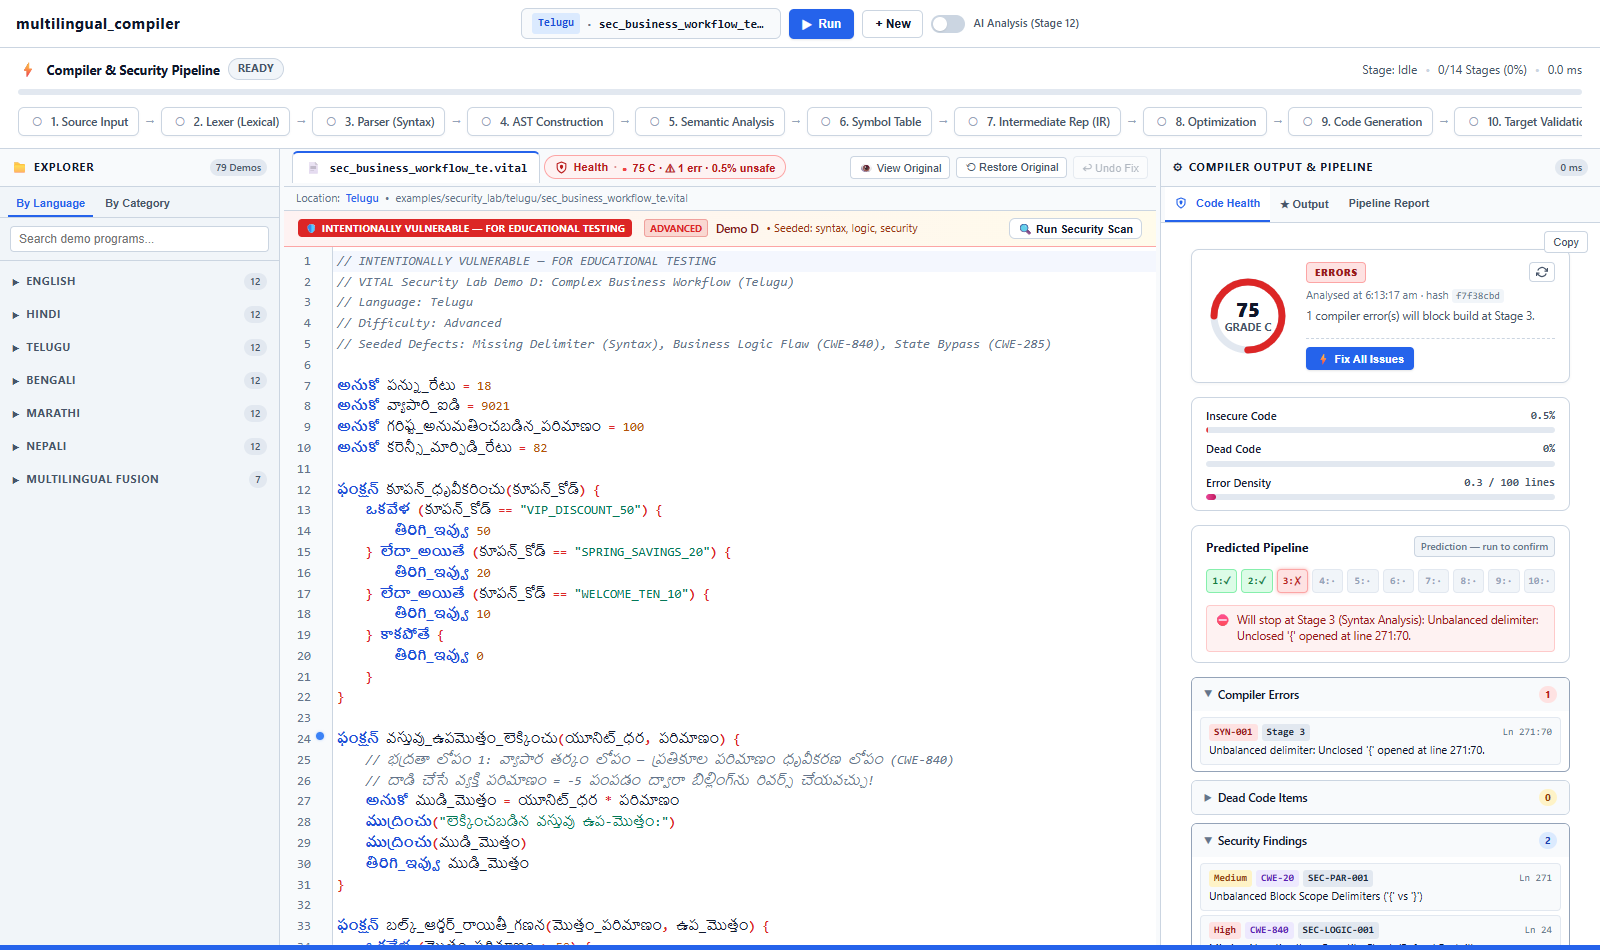 multilingual_compiler
Telugu · sec_business_workflow_te…
▶ Run
+ New
AI Analysis (Stage 12)
Compiler & Security Pipeline READY
Stage: Idle • 0/14 Stages (0%) • 0.0 ms
1. Source Input → 2. Lexer (Lexical) → 3. Parser (Syntax) → 4. AST Construction → 5. Semantic Analysis → 6. Symbol Table → 7. Intermediate Rep (IR) → 8. Optimization → 9. Code Generation → 10. Target Validatic
EXPLORER 79 Demos
By Language By Category
Search demo programs...
▶ ENGLISH 12
▶ HINDI 12
▶ TELUGU 12
▶ BENGALI 12
▶ MARATHI 12
▶ NEPALI 12
▶ MULTILINGUAL FUSION 7
sec_business_workflow_te.vital
Health · 75 C · ⚠ 1 err · 0.5% unsafe
View Original
Restore Original
Undo Fix
Location: Telugu • examples/security_lab/telugu/sec_business_workflow_te.vital
INTENTIONALLY VULNERABLE — FOR EDUCATIONAL TESTING ADVANCED Demo D • Seeded: syntax, logic, security
Run Security Scan
1 // INTENTIONALLY VULNERABLE — FOR EDUCATIONAL TESTING
2 // VITAL Security Lab Demo D: Complex Business Workflow (Telugu)
3 // Language: Telugu
4 // Difficulty: Advanced
5 // Seeded Defects: Missing Delimiter (Syntax), Business Logic Flaw (CWE-840), State Bypass (CWE-285)
6
7 అనుకో పన్ను_రేటు = 18
8 అనుకో వ్యాపారి_ఐడి = 9021
9 అనుకో గరిష్ట_అనుమతించబడిన_పరిమాణం = 100
10 అనుకో కరెన్సీ_మార్పిడి_రేటు = 82
11
12 ఫంక్షన్ కూపన్_ధృవీకరించు(కూపన్_కోడ్) {
13 ఒకవేళ (కూపన్_కోడ్ == "VIP_DISCOUNT_50") {
14 తిరిగి_ఇవ్వు 50
15 } లేదా_అయితే (కూపన్_కోడ్ == "SPRING_SAVINGS_20") {
16 తిరిగి_ఇవ్వు 20
17 } లేదా_అయితే (కూపన్_కోడ్ == "WELCOME_TEN_10") {
18 తిరిగి_ఇవ్వు 10
19 } కాకపోతే {
20 తిరిగి_ఇవ్వు 0
21 }
22 }
23
24 ఫంక్షన్ వస్తువు_ఉపమొత్తం_లెక్కించు(యూనిట్_ధర, పరిమాణం) {
25 // భద్రతా లోపం 1: వ్యాపార తర్కం లోపం — ప్రతికూల పరిమాణం ధృవీకరణ లోపం (CWE-840)
26 // దాడి చేసే వ్యక్తి పరిమాణం = -5 పంపడం ద్వారా బిల్లింగ్‌ను రివర్స్ చేయవచ్చు!
27 అనుకో ముడి_మొత్తం = యూనిట్_ధర * పరిమాణం
28 ముద్రించు("లెక్కించబడిన వస్తువు ఉప-మొత్తం:")
29 ముద్రించు(ముడి_మొత్తం)
30 తిరిగి_ఇవ్వు ముడి_మొత్తం
31 }
32
33 ఫంక్షన్ బల్క్_ఆర్డర్_రాయితీ_గణన(మొత్తం_పరిమాణం, ఉప_మొత్తం) {
COMPILER OUTPUT & PIPELINE 0 ms
Code Health ★ Output Pipeline Report
Copy
75
GRADE C
ERRORS
Analysed at 6:13:17 am · hash f7f38cbd
1 compiler error(s) will block build at Stage 3.
Fix All Issues
Insecure Code 0.5%
Dead Code 0%
Error Density 0.3 / 100 lines
Predicted Pipeline Prediction — run to confirm
1:✓ 2:✓ 3:✗ 4:· 5:· 6:· 7:· 8:· 9:· 10:·
Will stop at Stage 3 (Syntax Analysis): Unbalanced delimiter:
Unclosed '{' opened at line 271:70.
▼ Compiler Errors 1
SYN-001 Stage 3 Ln 271:70
Unbalanced delimiter: Unclosed '{' opened at line 271:70.
▶ Dead Code Items 0
▼ Security Findings 2
Medium CWE-20 SEC-PAR-001 Ln 271
Unbalanced Block Scope Delimiters ('{' vs '}')
High CWE-840 SEC-LOGIC-001 Ln 24